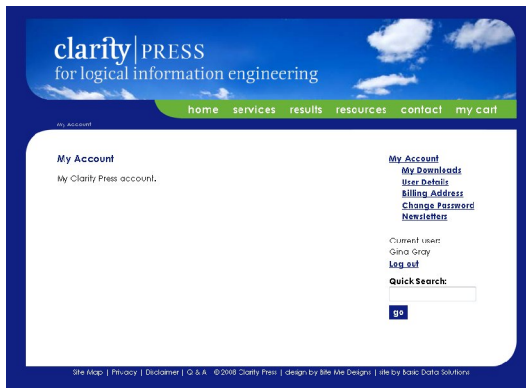 clarity|PRESS
for logical information engineering
home services results resources contact my cart
My Account
My Account
My Clarity Press account.
My Account
My Downloads
User Details
Billing Address
Change Password
Newsletters
Current user:
Gina Gray
Log out
Quick Search:
go
Site Map | Privacy | Disclaimer | Q & A ©2008 Clarity Press | design by Bite Me Designs | site by Basic Data Solutions